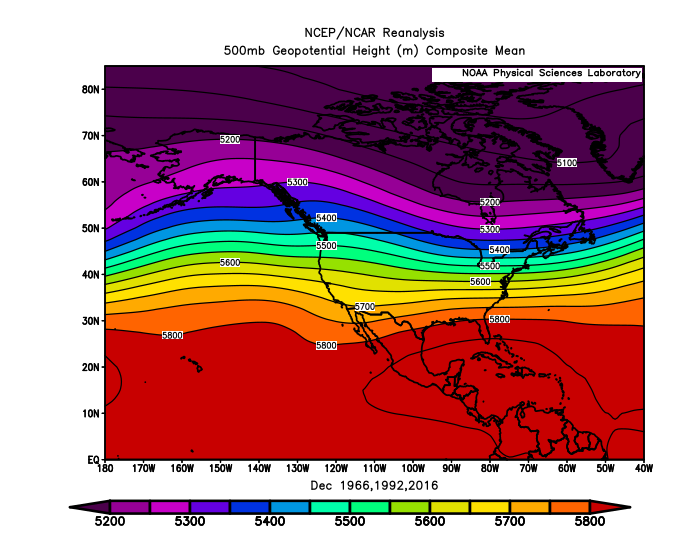 NCEP/NCAR Reanalysis
500mb Geopotential Height (m) Composite Mean
NOAA Physical Sciences Laboratory
80N
70N
60N
50N
40N
30N
20N
10N
EQ
5200
5100
5300
5200
5400
5300
5500
5400
5600
5500
5600
5700
5800
5800
5800
180 170W 160W 150W 140W 130W 120W 110W 100W 90W 80W 70W 60W 50W 40W
Dec 1966,1992,2016
5200 5300 5400 5500 5600 5700 5800